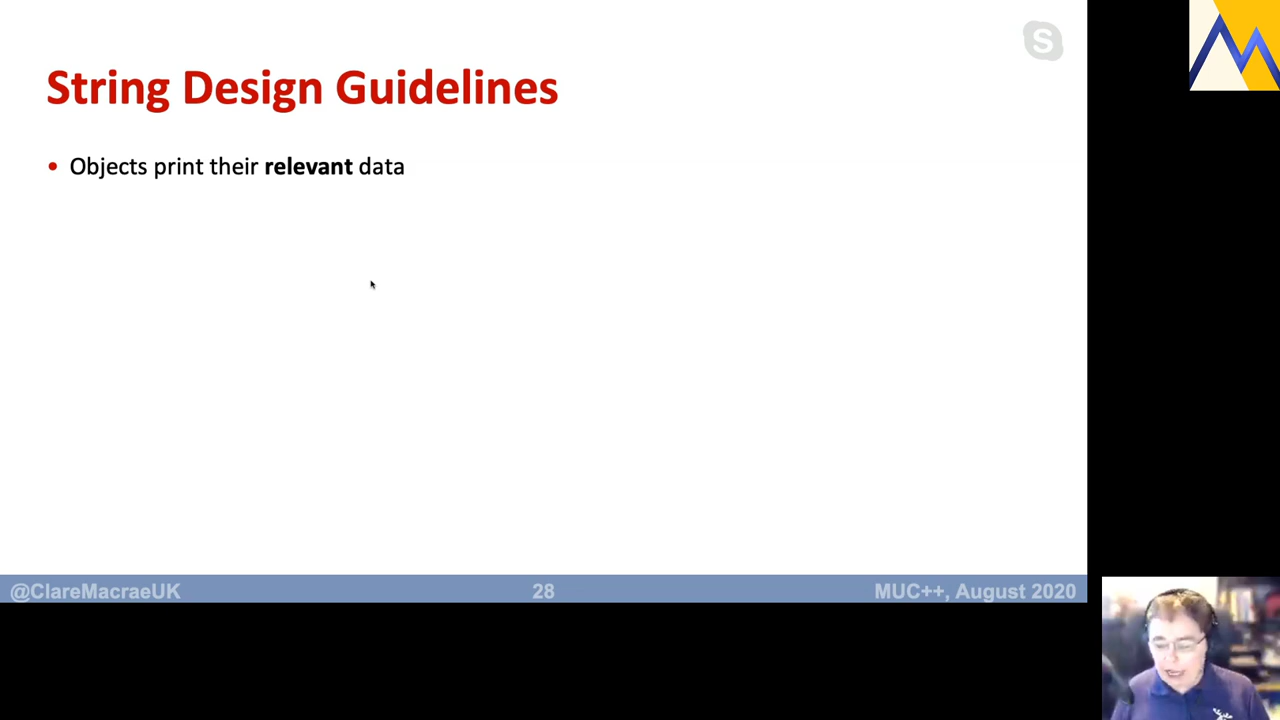 String Design Guidelines
• Objects print their relevant data
@ClareMacraeUK
28
MUC++, August 2020